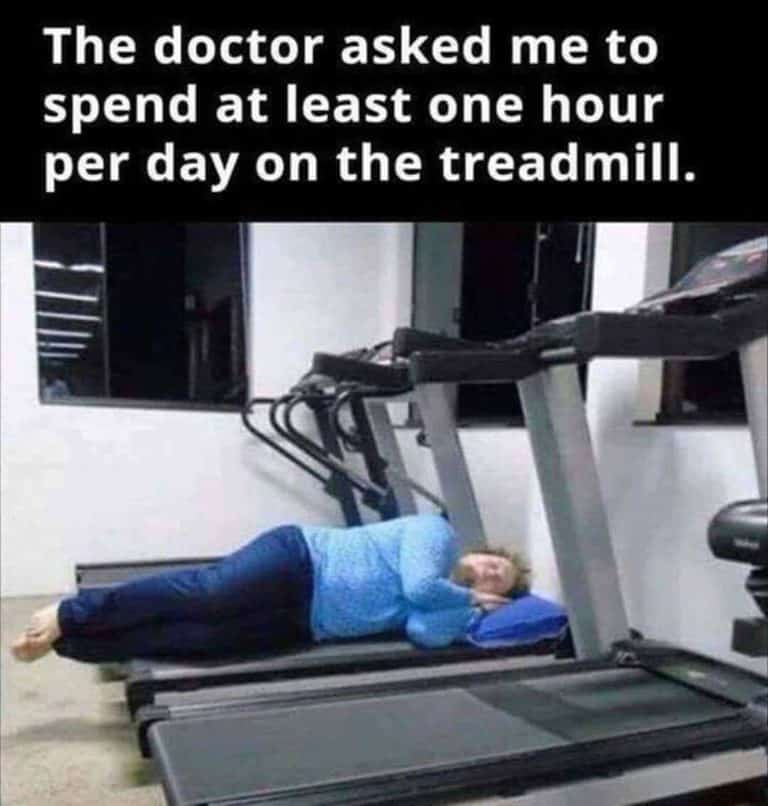 The doctor asked me to
spend at least one hour
per day on the treadmill.